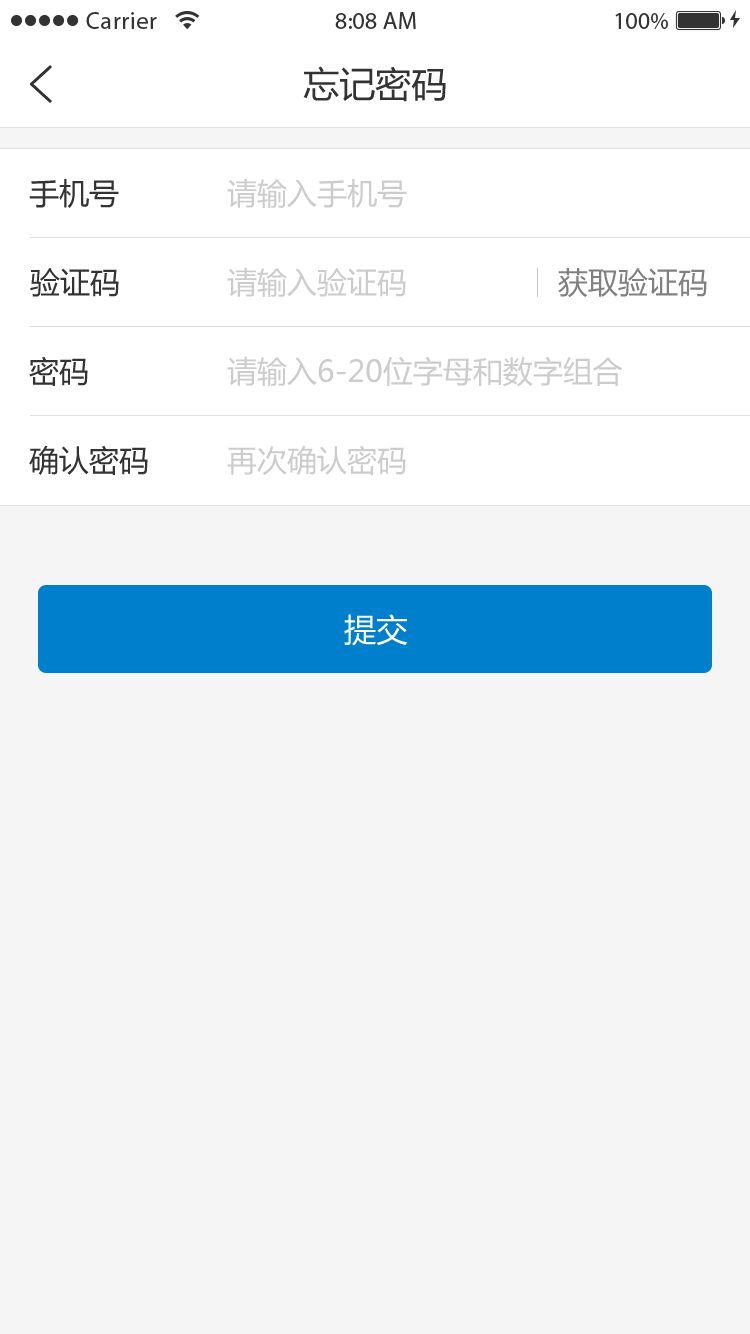 Carrier 8:08 AM 100%
忘记密码
手机号 请输入手机号
验证码 请输入验证码 获取验证码
密码 请输入6-20位字母和数字组合
确认密码 再次确认密码
提交